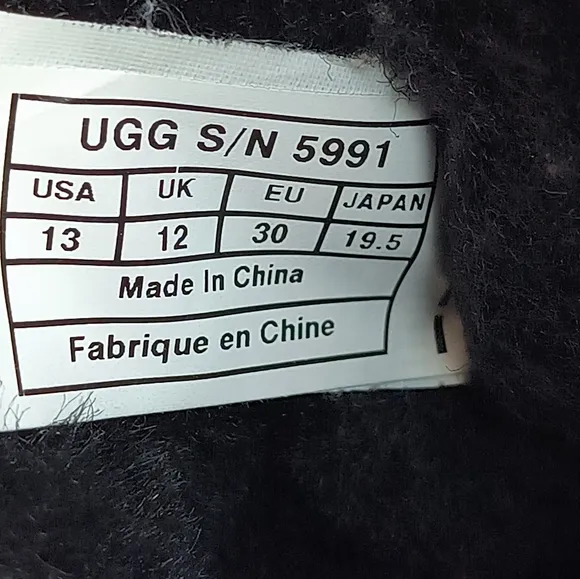 UGG S/N 5991
USA UK EU JAPAN
13 12 30 19.5
Made In China
Fabrique en Chine